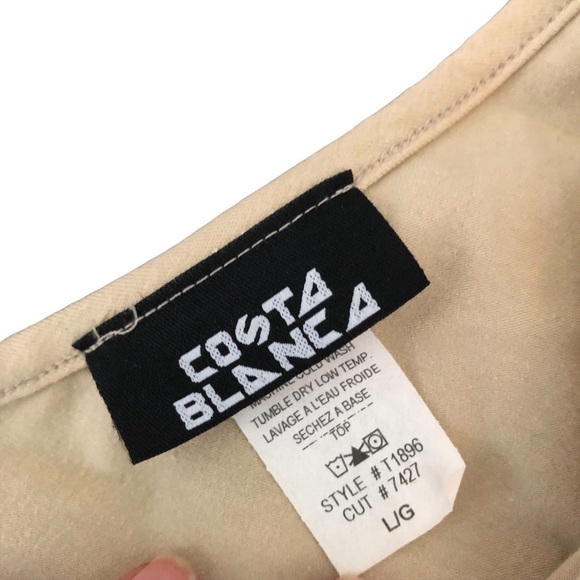 COSTA
BLANCA
MACHINE COLD WASH
TUMBLE DRY LOW TEMP.
LAVAGE A L'EAU FROIDE
SECHEZ A BASE
TOP
STYLE # T1896
CUT # 7427
L/G